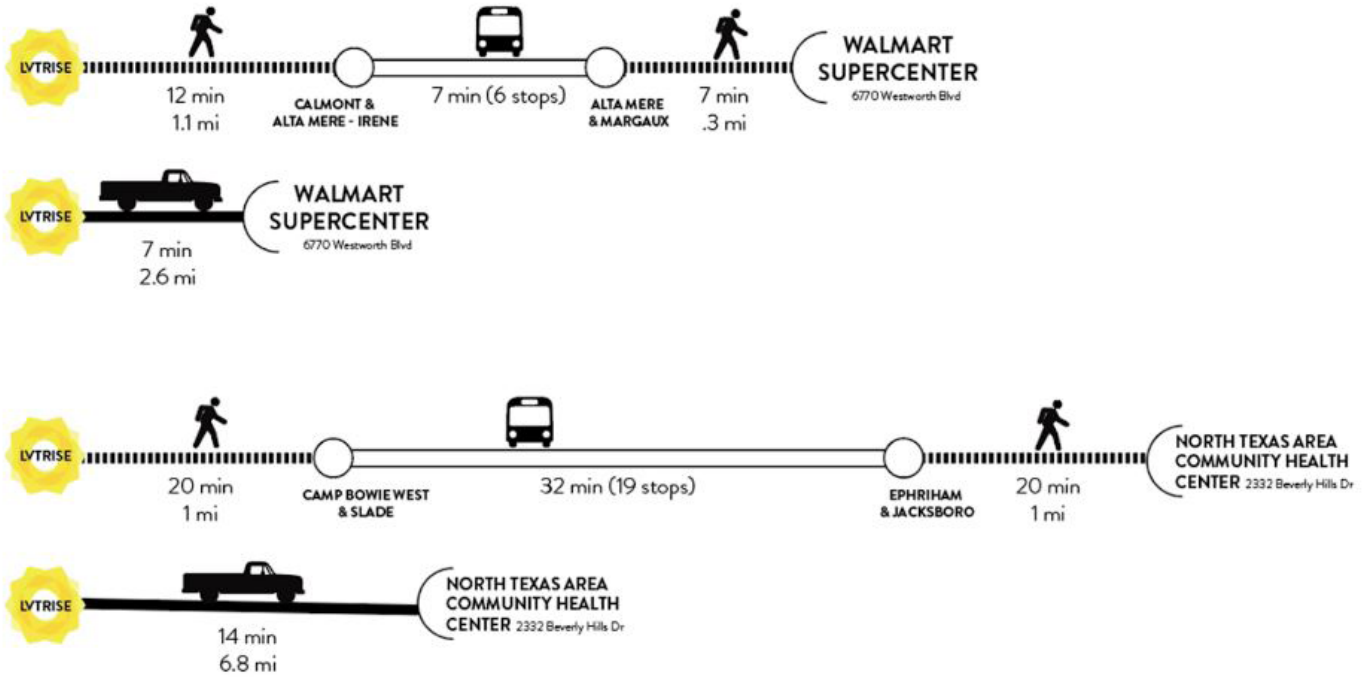 LVTRISE
12 min
1.1 mi
CALMONT &
ALTA MERE - IRENE
7 min (6 stops)
ALTA MERE
& MARGAUX
7 min
.3 mi
WALMART
SUPERCENTER
6770 Westworth Blvd
LVTRISE
7 min
2.6 mi
WALMART
SUPERCENTER
6770 Westworth Blvd
LVTRISE
20 min
1 mi
CAMP BOWIE WEST
& SLADE
32 min (19 stops)
EPHRIHAM
& JACKSBORO
20 min
1 mi
NORTH TEXAS AREA
COMMUNITY HEALTH
CENTER 2332 Beverly Hills Dr
LVTRISE
14 min
6.8 mi
NORTH TEXAS AREA
COMMUNITY HEALTH
CENTER 2332 Beverly Hills Dr